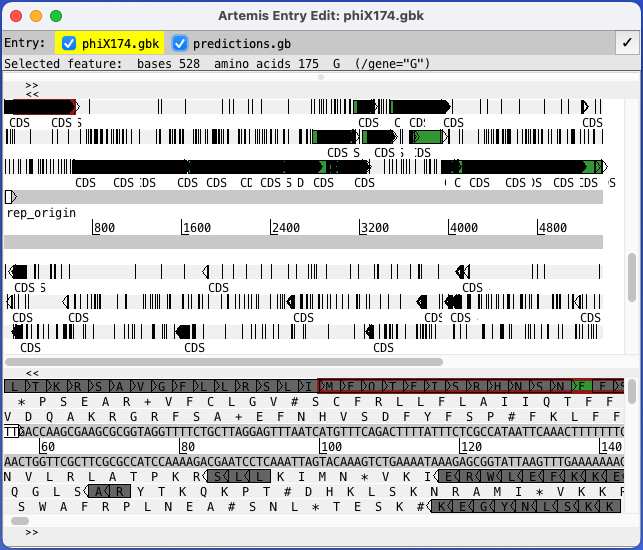 Artemis Entry Edit: phiX174.gbk
Entry: phiX174.gbk predictions.gb
Selected feature: bases 528 amino acids 175 G (/gene="G")
>>
<<
CDS CDS CDS C CDS
CDS S CDS CDS
CDS CDS CDS CDS CDS CDS CDS CDS D CDS CDS C CDS CDS CDS CDS
rep_origin
800 1600 2400 3200 4000 4800
CDS S CDS CDS
CDS CDS CDS CDS CDS
CDS CDS CDS
<<
L T K R S A V G F L L R S L I M F Q T F I S R H N S N F F S
* P S E A R + V F C L G V # S C F R L L F L A I I Q T F F
V D Q A K R G R F S A + E F N H V S D F Y F S P # F K L F F
GACCAAGCGAAGCGCGGTAGGTTTTCTGCTTAGGAGTTTAATCATGTTTCAGACTTTTATTTCTCGCCATAATTCAAACTTTTTTTC
60 80 100 120 140
AACTGGTTCGCTTCGCGCCATCCAAAAGACGAATCCTCAAATTAGTACAAAGTCTGAAAATAAAGAGCGGTATTAAGTTTGAAAAAAAG
N V L R L A T P K R S L L K I M N * V K I E R W L E F K K E
Q G L S A R Y T K Q K P T # D H K L S K N R A M I * V K K R
S W A F R P L N E A # S N L * T E S K # K E G Y N L S K K
>>